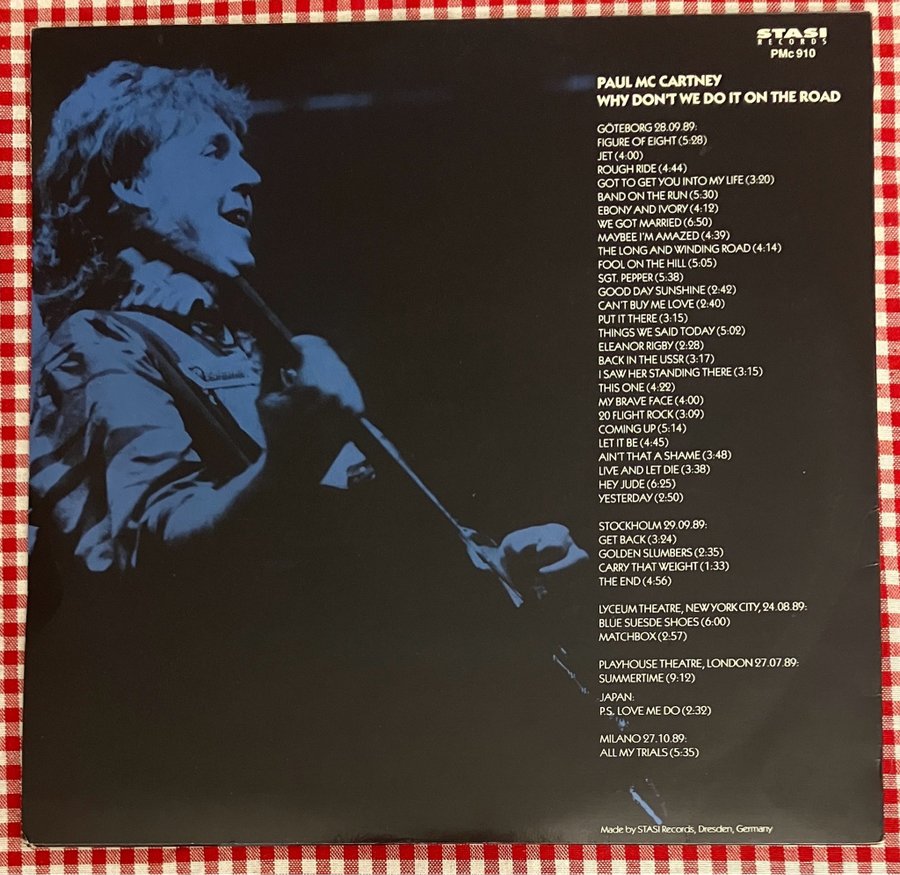 STASI
RECORDS
PMc 910
PAUL MC CARTNEY
WHY DON'T WE DO IT ON THE ROAD
GÖTEBORG 28.09.89:
FIGURE OF EIGHT (5:28)
JET (4:00)
ROUGH RIDE (4:44)
GOT TO GET YOU INTO MY LIFE (3:20)
BAND ON THE RUN (5:30)
EBONY AND IVORY (4:12)
WE GOT MARRIED (6:50)
MAYBEE I'M AMAZED (4:39)
THE LONG AND WINDING ROAD (4:14)
FOOL ON THE HILL (5:05)
SGT. PEPPER (5:38)
GOOD DAY SUNSHINE (2:42)
CAN'T BUY ME LOVE (2:40)
PUT IT THERE (3:15)
THINGS WE SAID TODAY (5:02)
ELEANOR RIGBY (2:28)
BACK IN THE USSR (3:17)
I SAW HER STANDING THERE (3:15)
THIS ONE (4:22)
MY BRAVE FACE (4:00)
20 FLIGHT ROCK (3:09)
COMING UP (5:14)
LET IT BE (4:45)
AIN'T THAT A SHAME (3:48)
LIVE AND LET DIE (3:38)
HEY JUDE (6:25)
YESTERDAY (2:50)
STOCKHOLM 29.09.89:
GET BACK (3:24)
GOLDEN SLUMBERS (2:35)
CARRY THAT WEIGHT (1:33)
THE END (4:56)
LYCEUM THEATRE, NEW YORK CITY, 24.08.89:
BLUE SUESDE SHOES (6:00)
MATCHBOX (2:57)
PLAYHOUSE THEATRE, LONDON 27.07.89:
SUMMERTIME (9:12)
JAPAN:
P.S. LOVE ME DO (2:32)
MILANO 27.10.89:
ALL MY TRIALS (5:35)
Made by STASI Records, Dresden, Germany